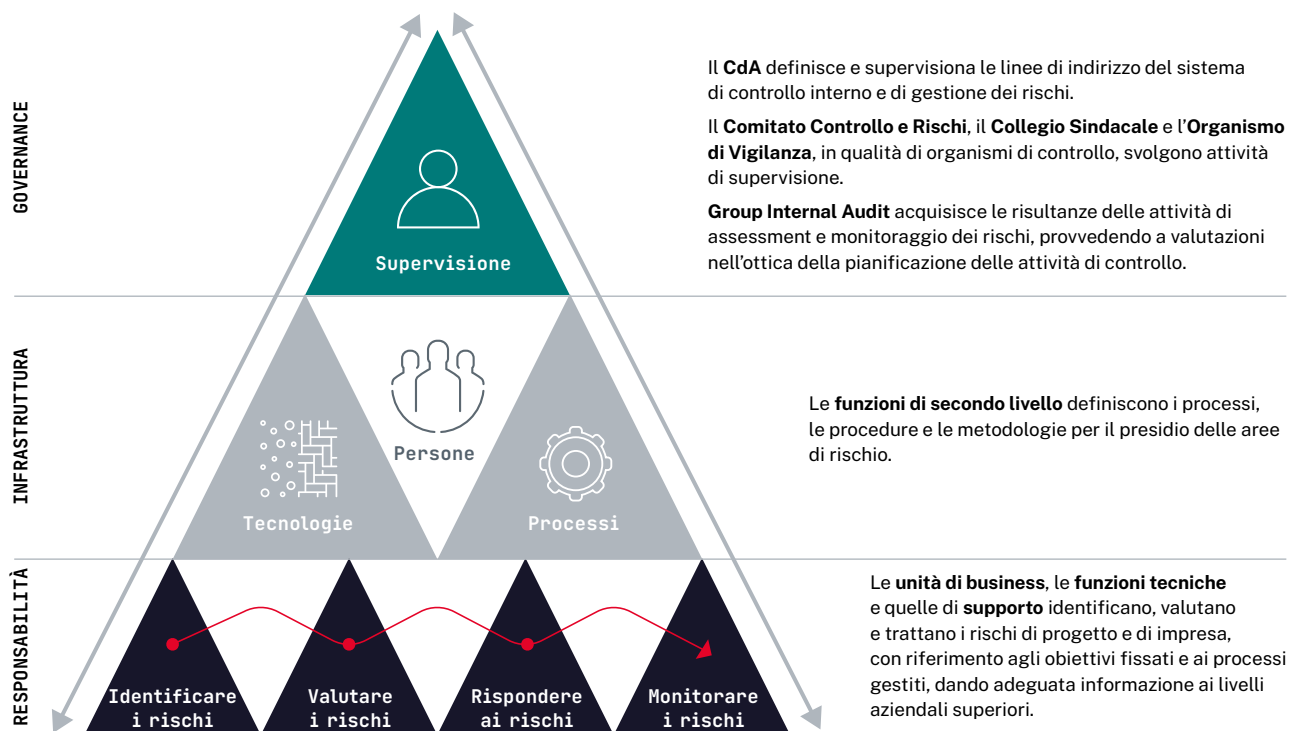 GOVERNANCE
Supervisione
Il CdA definisce e supervisiona le linee di indirizzo del sistema
di controllo interno e di gestione dei rischi.
Il Comitato Controllo e Rischi, il Collegio Sindacale e l'Organismo
di Vigilanza, in qualità di organismi di controllo, svolgono attività
di supervisione.
Group Internal Audit acquisisce le risultanze delle attività di
assessment e monitoraggio dei rischi, provvedendo a valutazioni
nell'ottica della pianificazione delle attività di controllo.
INFRASTRUTTURA
Persone
Tecnologie
Processi
Le funzioni di secondo livello definiscono i processi,
le procedure e le metodologie per il presidio delle aree
di rischio.
RESPONSABILITÀ
Identificare
i rischi
Valutare
i rischi
Rispondere
ai rischi
Monitorare
i rischi
Le unità di business, le funzioni tecniche
e quelle di supporto identificano, valutano
e trattano i rischi di progetto e di impresa,
con riferimento agli obiettivi fissati e ai processi
gestiti, dando adeguata informazione ai livelli
aziendali superiori.